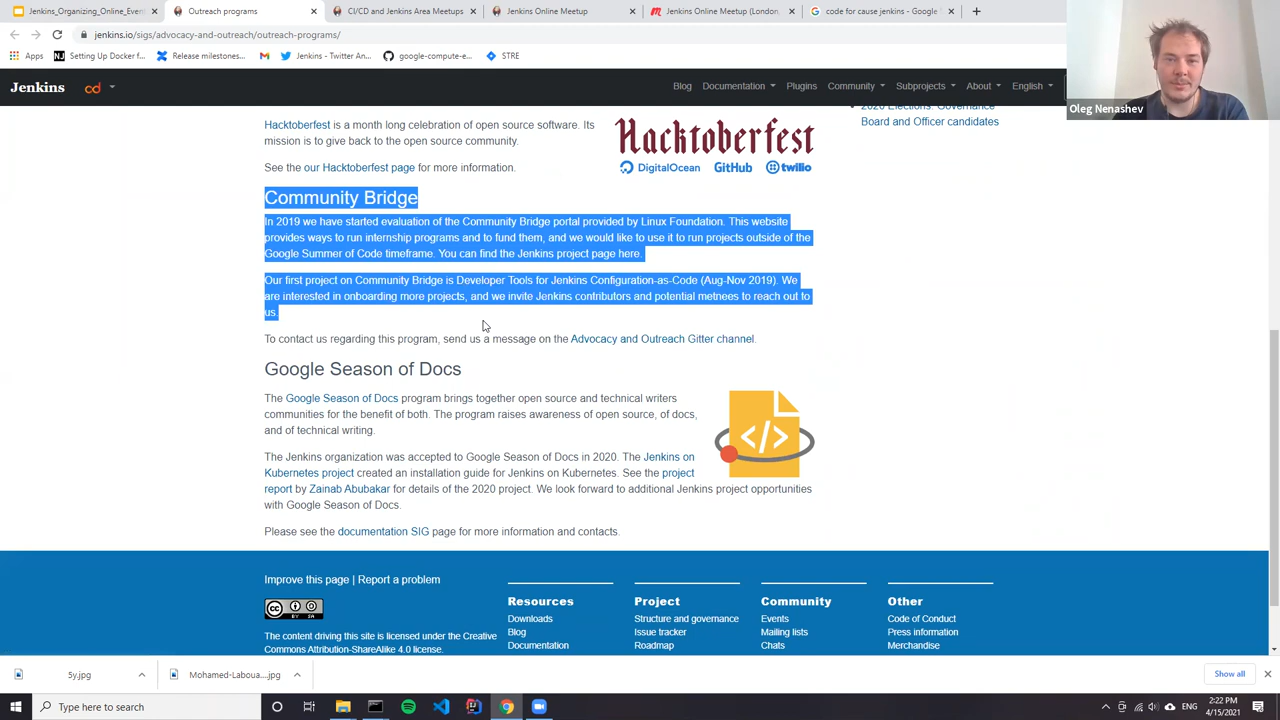 Jenkins_Organizing_Online_Event
Outreach programs
CI/CD and Jenkins Area Meetups
Jenkins Online Meetup
Jenkins Online Meetup (London,
code for cause jenkins - Google
jenkins.io/sigs/advocacy-and-outreach/outreach-programs/
Apps
Setting Up Docker f...
Release milestones...
Jenkins - Twitter An...
google-compute-e...
STRE
Jenkins
cd
Blog
Documentation
Plugins
Community
Subprojects
About
English
Oleg Nenashev
2020 Elections: Governance
Board and Officer candidates
Hacktoberfest is a month long celebration of open source software. Its
mission is to give back to the open source community.
See the our Hacktoberfest page for more information.
Hacktoberfest
DigitalOcean
GitHub
twilio
Community Bridge
In 2019 we have started evaluation of the Community Bridge portal provided by Linux Foundation. This website
provides ways to run internship programs and to fund them, and we would like to use it to run projects outside of the
Google Summer of Code timeframe. You can find the Jenkins project page here.
Our first project on Community Bridge is Developer Tools for Jenkins Configuration-as-Code (Aug-Nov 2019). We
are interested in onboarding more projects, and we invite Jenkins contributors and potential metnees to reach out to
us.
To contact us regarding this program, send us a message on the Advocacy and Outreach Gitter channel.
Google Season of Docs
The Google Season of Docs program brings together open source and technical writers
communities for the benefit of both. The program raises awareness of open source, of docs,
and of technical writing.
</>
The Jenkins organization was accepted to Google Season of Docs in 2020. The Jenkins on
Kubernetes project created an installation guide for Jenkins on Kubernetes. See the project
report by Zainab Abubakar for details of the 2020 project. We look forward to additional Jenkins project opportunities
with Google Season of Docs.
Please see the documentation SIG page for more information and contacts.
Improve this page | Report a problem
BY SA
The content driving this site is licensed under the Creative
Commons Attribution-ShareAlike 4.0 license.
Resources
Downloads
Blog
Documentation
Project
Structure and governance
Issue tracker
Roadmap
Community
Events
Mailing lists
Chats
Other
Code of Conduct
Press information
Merchandise
5y.jpg
Mohamed-Laboua....jpg
Show all
Type here to search
ENG
2:22 PM
4/15/2021